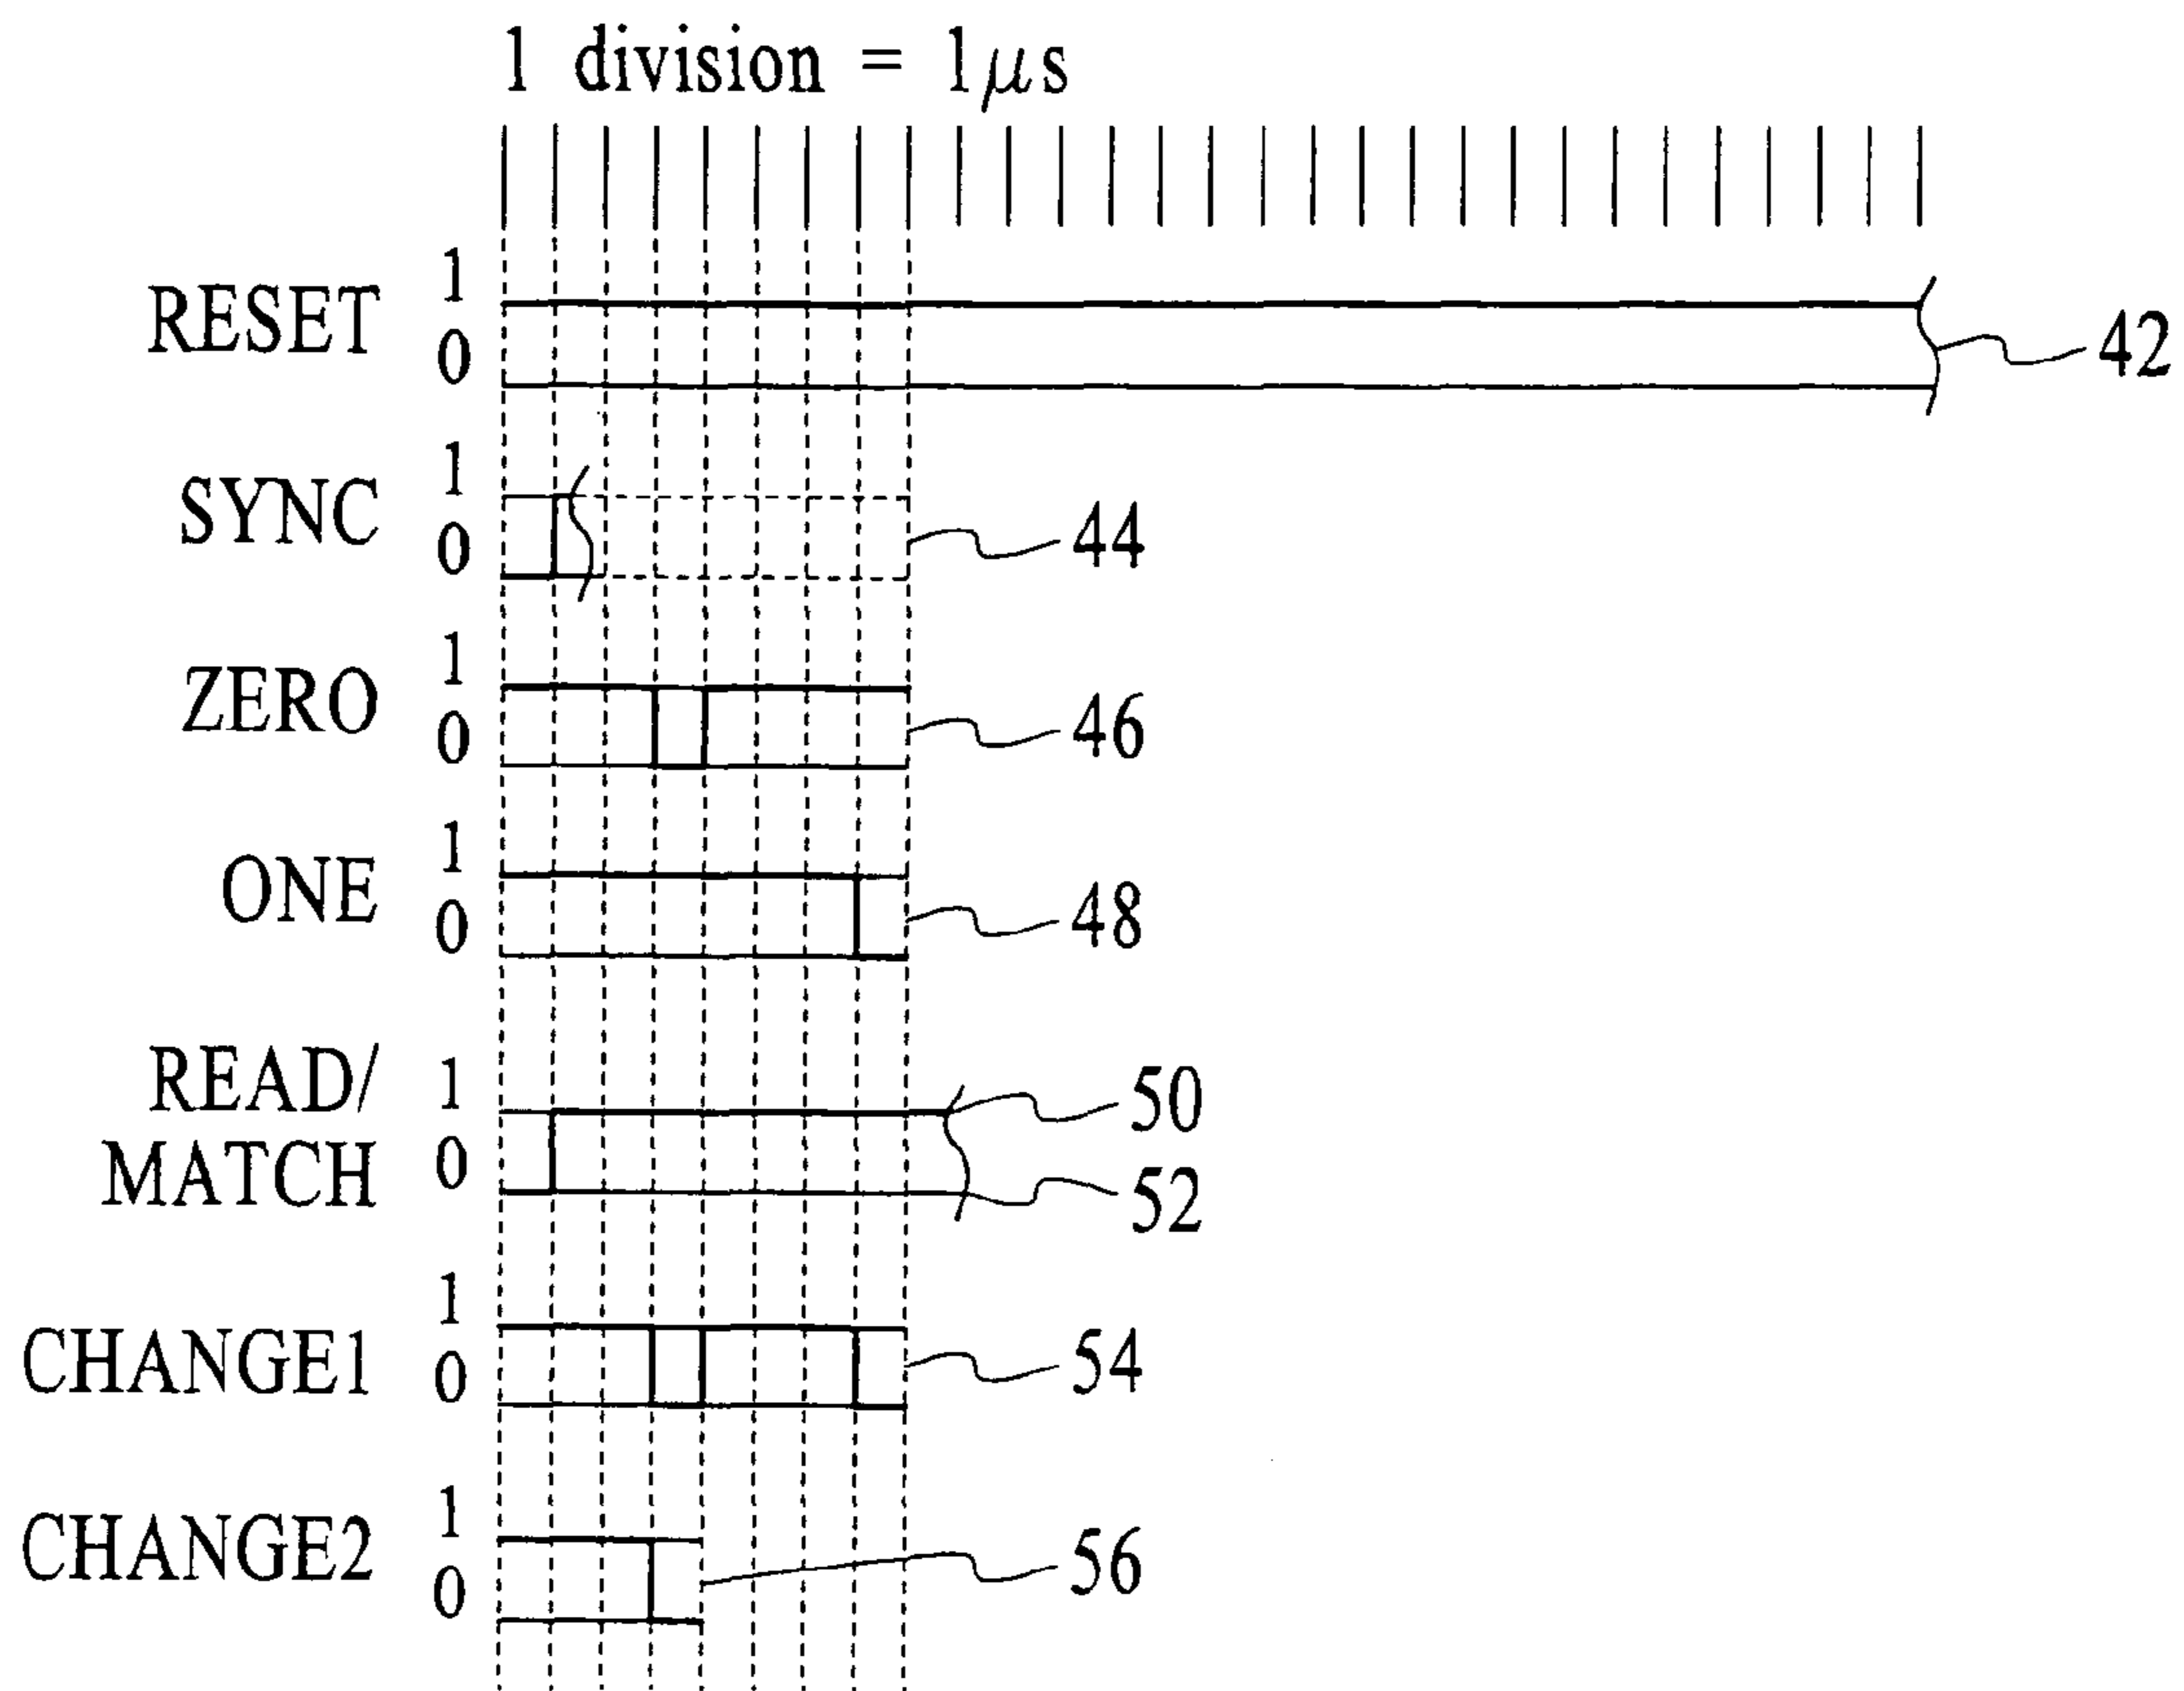 1 division = 1μs
RESET 1 0 42
SYNC 1 0 44
ZERO 1 0 46
ONE 1 0 48
READ/
MATCH 1 0 50 52
CHANGE1 1 0 54
CHANGE2 1 0 56